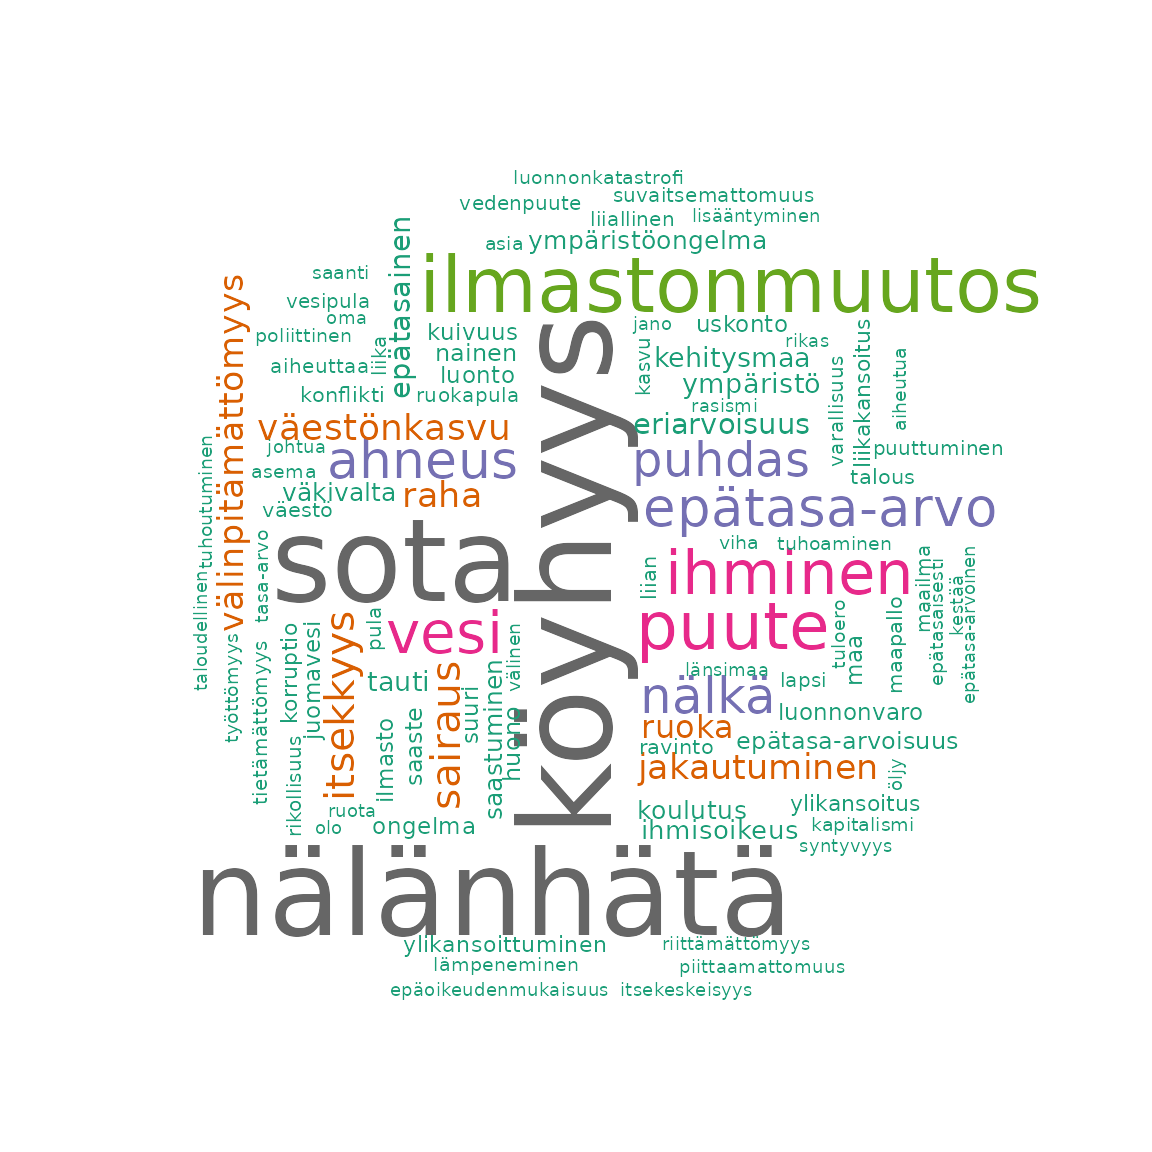 luonnonkatastrofi
suvaitsemattomuus
vedenpuute
liiallinen
lisääntyminen
asia
ympäristöongelma
ilmastonmuutos
epätasainen
saanti
välinpitämättömyys
vesipula
oma
poliittinen
liika
aiheuttaa
konflikti
kuivuus
nainen
luonto
ruokapula
köyhyys
jano
uskonto
rikas
kasvu
kehitysmaa
ympäristö
rasismi
eriarvoisuus
varallisuus
liikakansoitus
aiheutua
väestönkasvu
johtua
ahneus
asema
väkivalta
raha
väestö
puhdas
puuttuminen
talous
epätasa-arvo
tuhoutuminen
taloudellinen
tasa-arvo
sota
viha
tuhoaminen
liian
ihminen
maailma
epätasaisesti
kestää
epätasa-arvoinen
puute
tuloero
maa
maapallo
vesi
pula
välinen
itsekkyys
korruptio
juomavesi
työttömyys
tietämättömyys
tauti
sairaus
suuri
saastuminen
huono
länsimaa
lapsi
nälkä
luonnonvaro
ruoka
ravinto
epätasa-arvoisuus
jakautuminen
öljy
rikollisuus
ilmasto
saaste
ruota
olo
ongelma
koulutus
ylikansoitus
ihmisoikeus
kapitalismi
syntyvyys
nälänhätä
ylikansoittuminen
riittämättömyys
lämpeneminen
piittaamattomuus
epäoikeudenmukaisuus
itsekeskeisyys